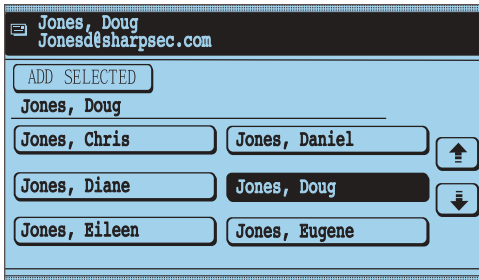 Jones, Doug
Jonesd@sharpsec.com
ADD SELECTED
Jones, Doug
Jones, Chris
Jones, Daniel
Jones, Diane
Jones, Doug
Jones, Eileen
Jones, Eugene